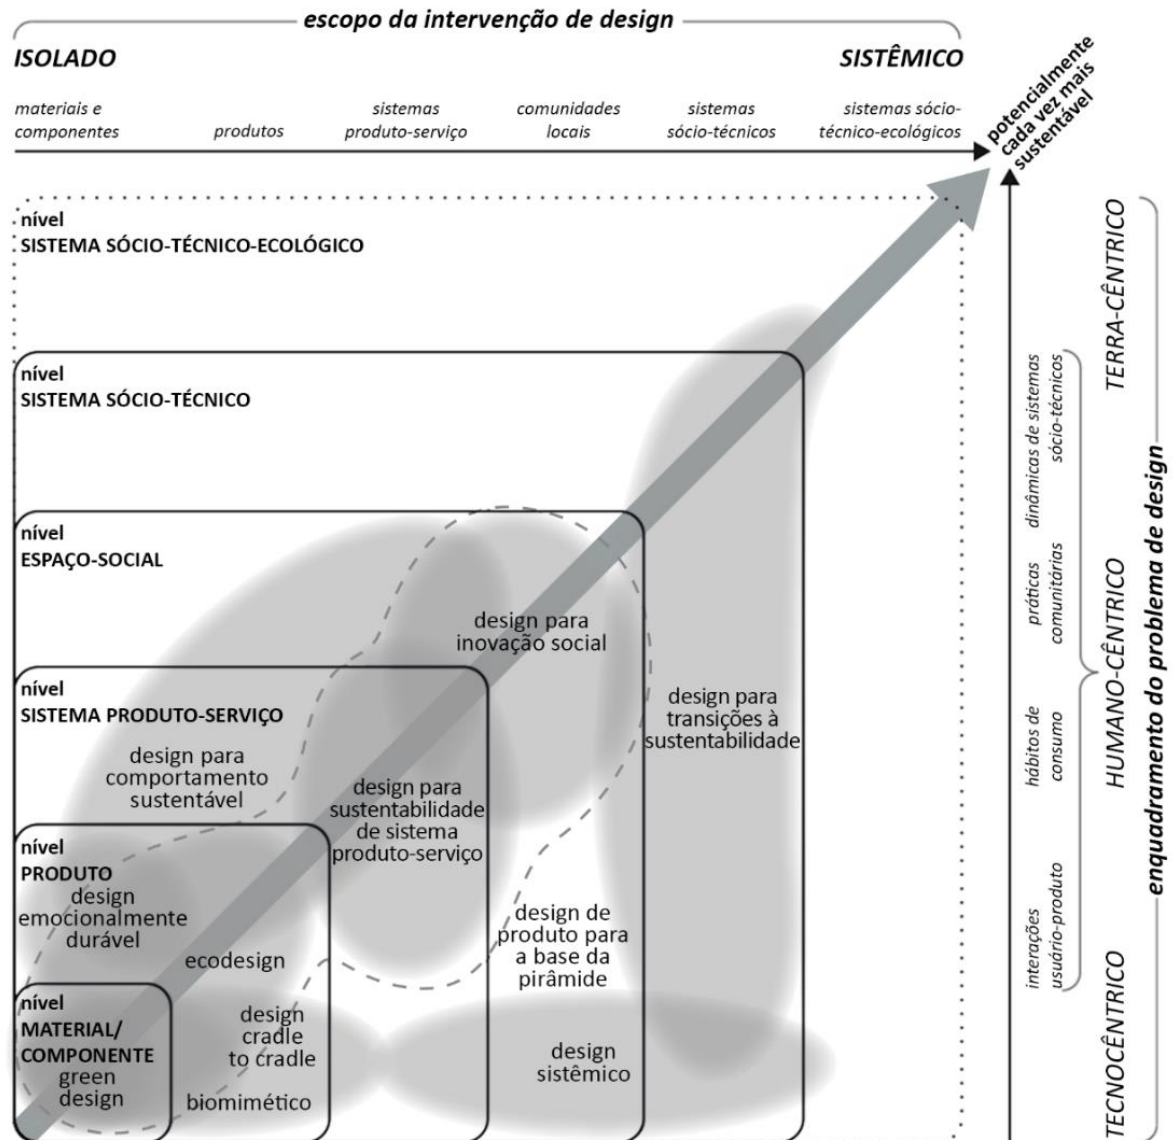 escopo da intervenção de design
ISOLADO
SISTÊMICO
materiais e
componentes
produtos
sistemas
produto-serviço
comunidades
locais
sistemas
sócio-técnicos
sistemas sócio-
técnico-ecológicos
potencialmente
cada vez mais
sustentável
nível
SISTEMA SÓCIO-TÉCNICO-ECOLÓGICO
nível
SISTEMA SÓCIO-TÉCNICO
nível
ESPAÇO-SOCIAL
design para
inovação social
nível
SISTEMA PRODUTO-SERVIÇO
design para
transições à
sustentabilidade
design para
comportamento
sustentável
design para
sustentabilidade
de sistema
produto-serviço
nível
PRODUTO
design
emocionalmente
durável
ecodesign
design de
produto para
a base da
pirâmide
nível
MATERIAL/
COMPONENTE
green
design
design
cradle
to cradle
biomimético
design
sistêmico
dinâmicas de sistemas
sócio-técnicos
práticas
comunitárias
hábitos de
consumo
interações
usuário-produto
TERRA-CÊNTRICO
HUMANO-CÊNTRICO
TECNOCÊNTRICO
enquadramento do problema de design